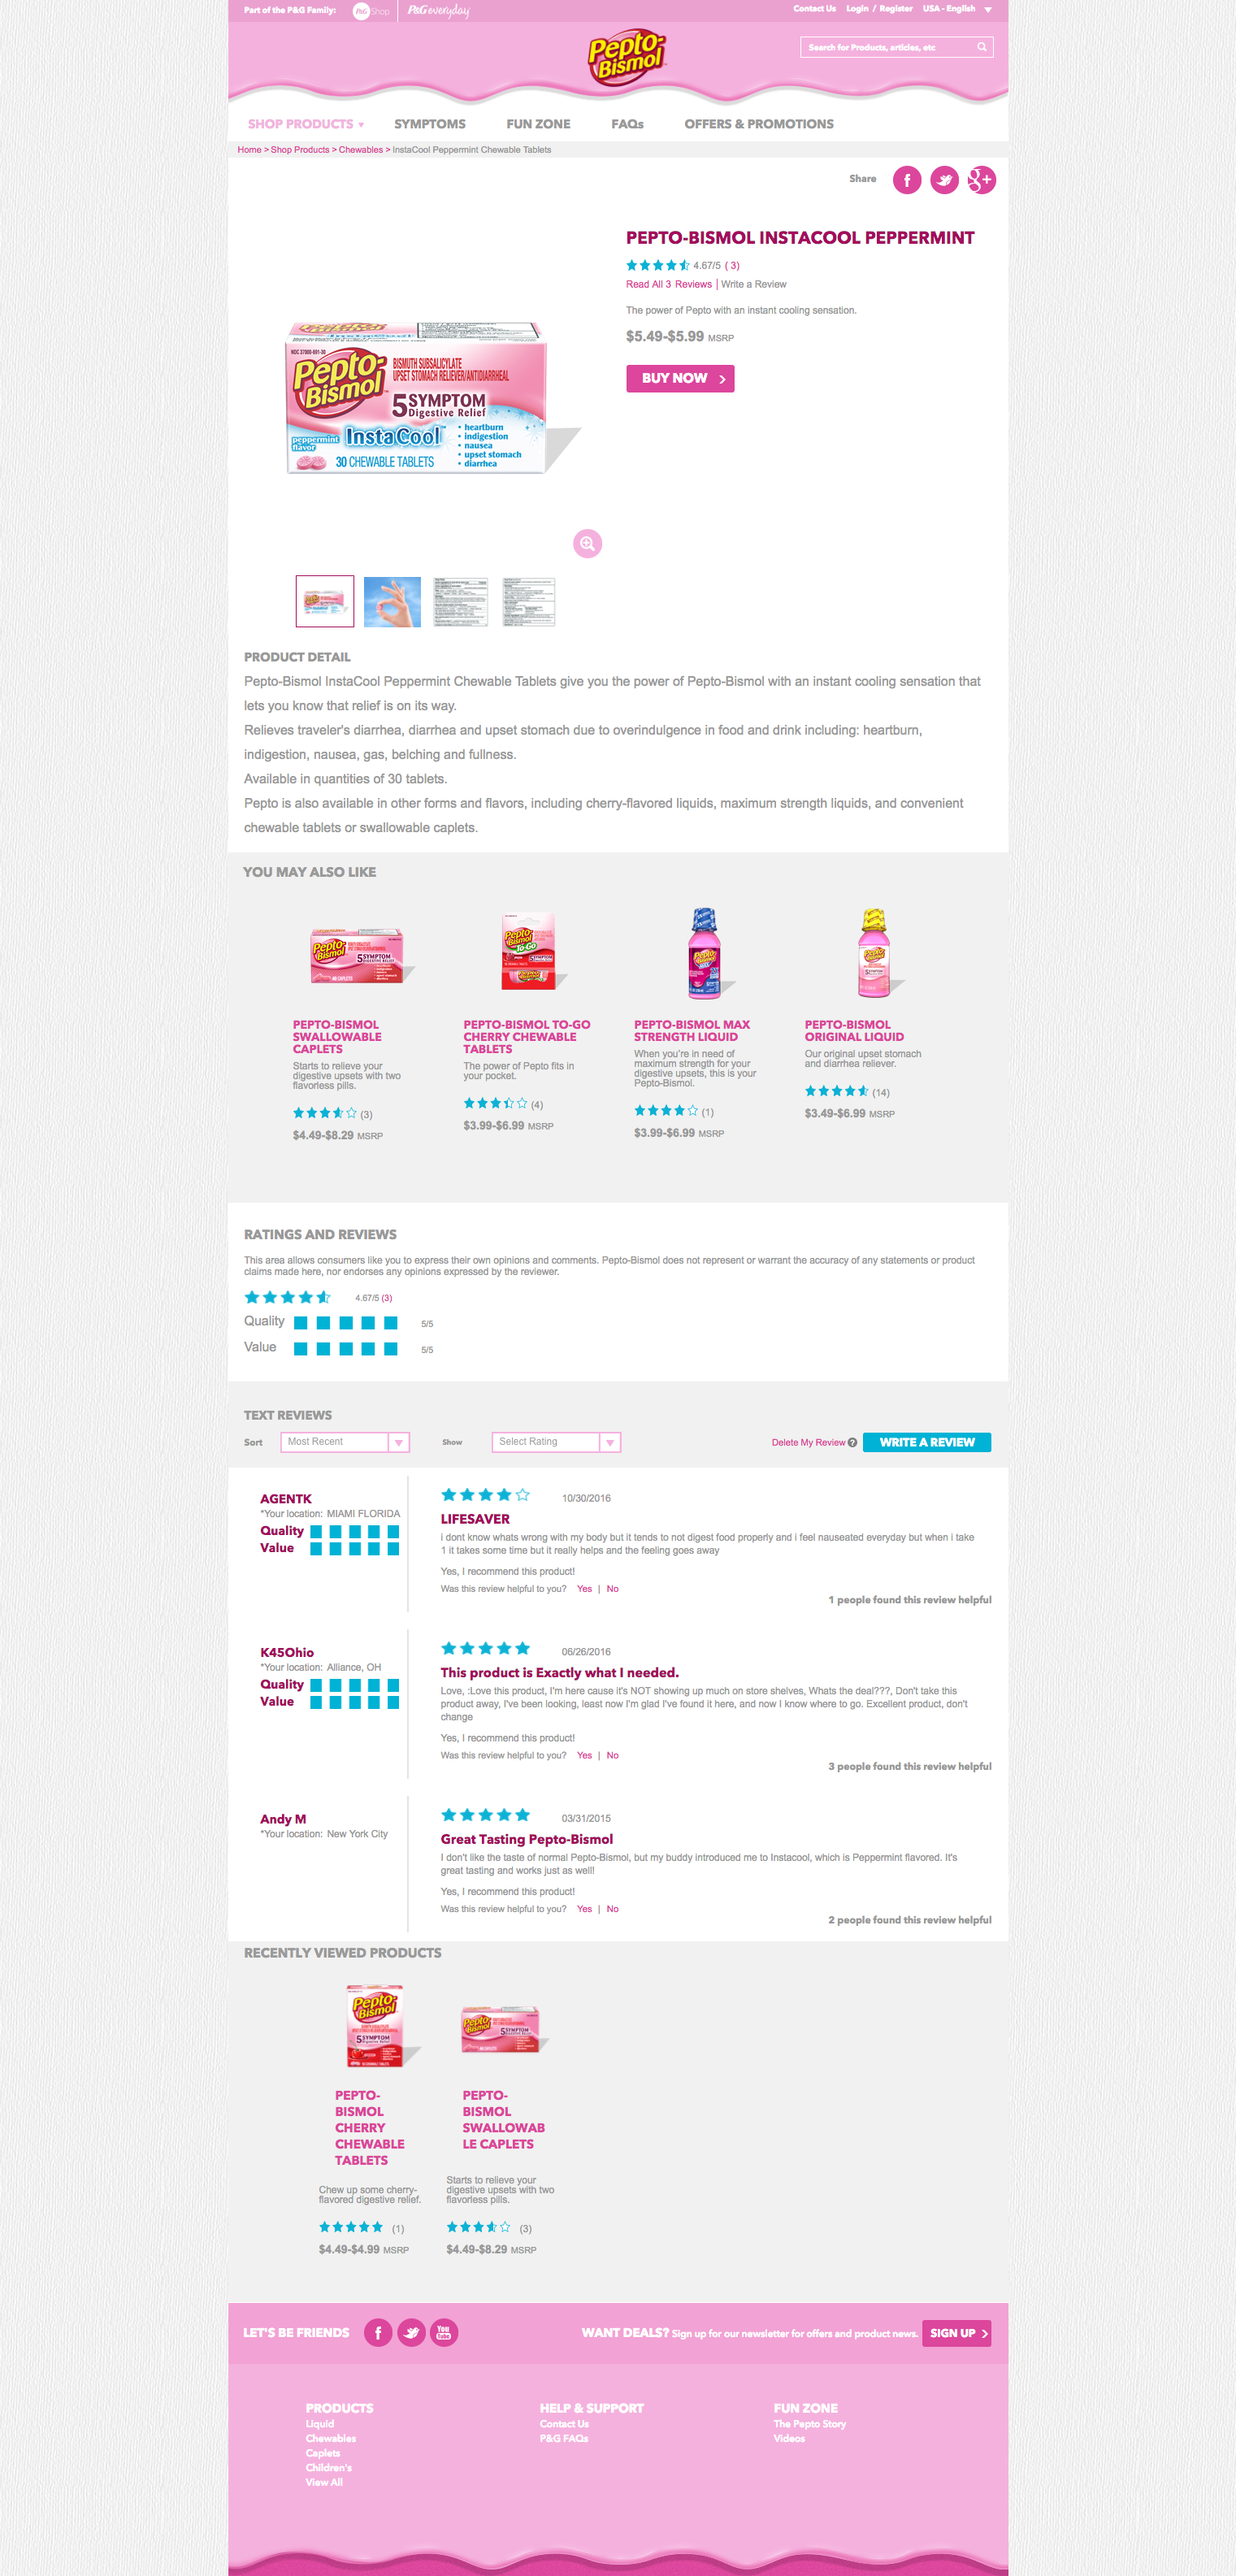 Part of the P&G Family:
P&G Shop
P&G everyday
Contact Us
Login / Register
USA - English
Pepto-
Bismol
Search for Products, articles, etc
SHOP PRODUCTS
SYMPTOMS
FUN ZONE
FAQs
OFFERS & PROMOTIONS
Home > Shop Products > Chewables > InstaCool Peppermint Chewable Tablets
Share
PEPTO-BISMOL INSTACOOL PEPPERMINT
4.67/5 ( 3)
Read All 3 Reviews | Write a Review
The power of Pepto with an instant cooling sensation.
$5.49-$5.99 MSRP
BUY NOW
Pepto-
Bismol
BISMUTH SUBSALICYLATE
UPSET STOMACH RELIEVER/ANTIDIARRHEAL
5 SYMPTOM
Digestive Relief
peppermint
flavor
InstaCool
30 CHEWABLE TABLETS
• heartburn
• indigestion
• nausea
• upset stomach
• diarrhea
PRODUCT DETAIL
Pepto-Bismol InstaCool Peppermint Chewable Tablets give you the power of Pepto-Bismol with an instant cooling sensation that
lets you know that relief is on its way.
Relieves traveler's diarrhea, diarrhea and upset stomach due to overindulgence in food and drink including: heartburn,
indigestion, nausea, gas, belching and fullness.
Available in quantities of 30 tablets.
Pepto is also available in other forms and flavors, including cherry-flavored liquids, maximum strength liquids, and convenient
chewable tablets or swallowable caplets.
YOU MAY ALSO LIKE
PEPTO-BISMOL
SWALLOWABLE
CAPLETS
Starts to relieve your
digestive upsets with two
flavorless pills.
(3)
$4.49-$8.29 MSRP
PEPTO-BISMOL TO-GO
CHERRY CHEWABLE
TABLETS
The power of Pepto fits in
your pocket.
(4)
$3.99-$6.99 MSRP
PEPTO-BISMOL MAX
STRENGTH LIQUID
When you're in need of
maximum strength for your
digestive upsets, this is your
Pepto-Bismol.
(1)
$3.99-$6.99 MSRP
PEPTO-BISMOL
ORIGINAL LIQUID
Our original upset stomach
and diarrhea reliever.
(14)
$3.49-$6.99 MSRP
RATINGS AND REVIEWS
This area allows consumers like you to express their own opinions and comments. Pepto-Bismol does not represent or warrant the accuracy of any statements or product
claims made here, nor endorses any opinions expressed by the reviewer.
4.67/5 (3)
Quality 5/5
Value 5/5
TEXT REVIEWS
Sort
Most Recent
Show
Select Rating
Delete My Review ?
WRITE A REVIEW
AGENTK
*Your location: MIAMI FLORIDA
Quality
Value
10/30/2016
LIFESAVER
i dont know whats wrong with my body but it tends to not digest food properly and i feel nauseated everyday but when i take
1 it takes some time but it really helps and the feeling goes away
Yes, I recommend this product!
Was this review helpful to you? Yes | No
1 people found this review helpful
K45Ohio
*Your location: Alliance, OH
Quality
Value
06/26/2016
This product is Exactly what I needed.
Love, :Love this product, I'm here cause it's NOT showing up much on store shelves, Whats the deal???, Don't take this
product away, I've been looking, least now I'm glad I've found it here, and now I know where to go. Excellent product, don't
change
Yes, I recommend this product!
Was this review helpful to you? Yes | No
3 people found this review helpful
Andy M
*Your location: New York City
03/31/2015
Great Tasting Pepto-Bismol
I don't like the taste of normal Pepto-Bismol, but my buddy introduced me to Instacool, which is Peppermint flavored. It's
great tasting and works just as well!
Yes, I recommend this product!
Was this review helpful to you? Yes | No
2 people found this review helpful
RECENTLY VIEWED PRODUCTS
PEPTO-
BISMOL
CHERRY
CHEWABLE
TABLETS
Chew up some cherry-
flavored digestive relief.
(1)
$4.49-$4.99 MSRP
PEPTO-
BISMOL
SWALLOWAB
LE CAPLETS
Starts to relieve your
digestive upsets with two
flavorless pills.
(3)
$4.49-$8.29 MSRP
LET'S BE FRIENDS
You
Tube
WANT DEALS? Sign up for our newsletter for offers and product news.
SIGN UP
PRODUCTS
Liquid
Chewables
Caplets
Children's
View All
HELP & SUPPORT
Contact Us
P&G FAQs
FUN ZONE
The Pepto Story
Videos